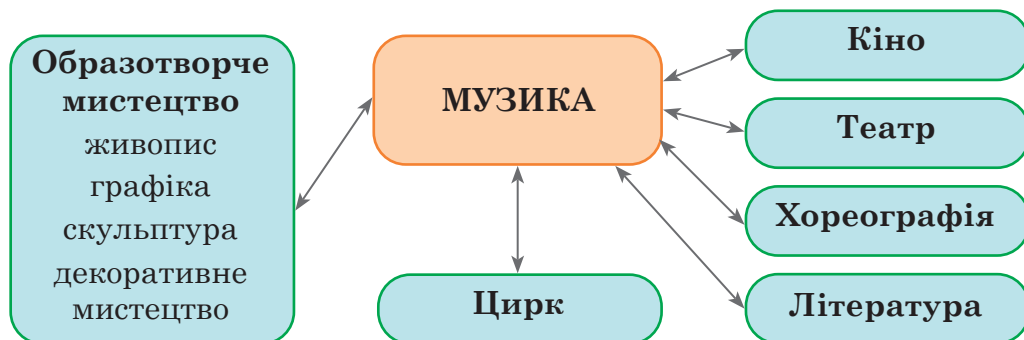 Образотворче
мистецтво
живопис
графіка
скульптура
декоративне
мистецтво
МУЗИКА
Цирк
Кіно
Театр
Хореографія
Література